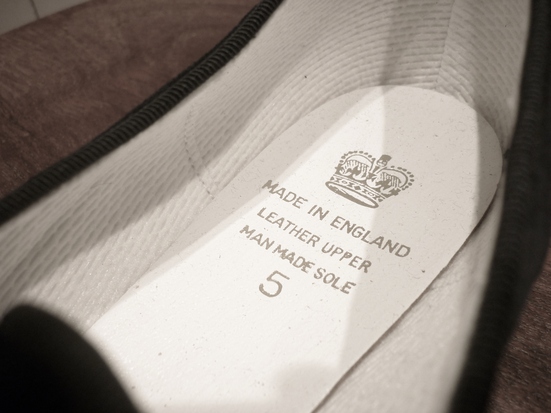 MADE IN ENGLAND
LEATHER UPPER
MAN MADE SOLE
5